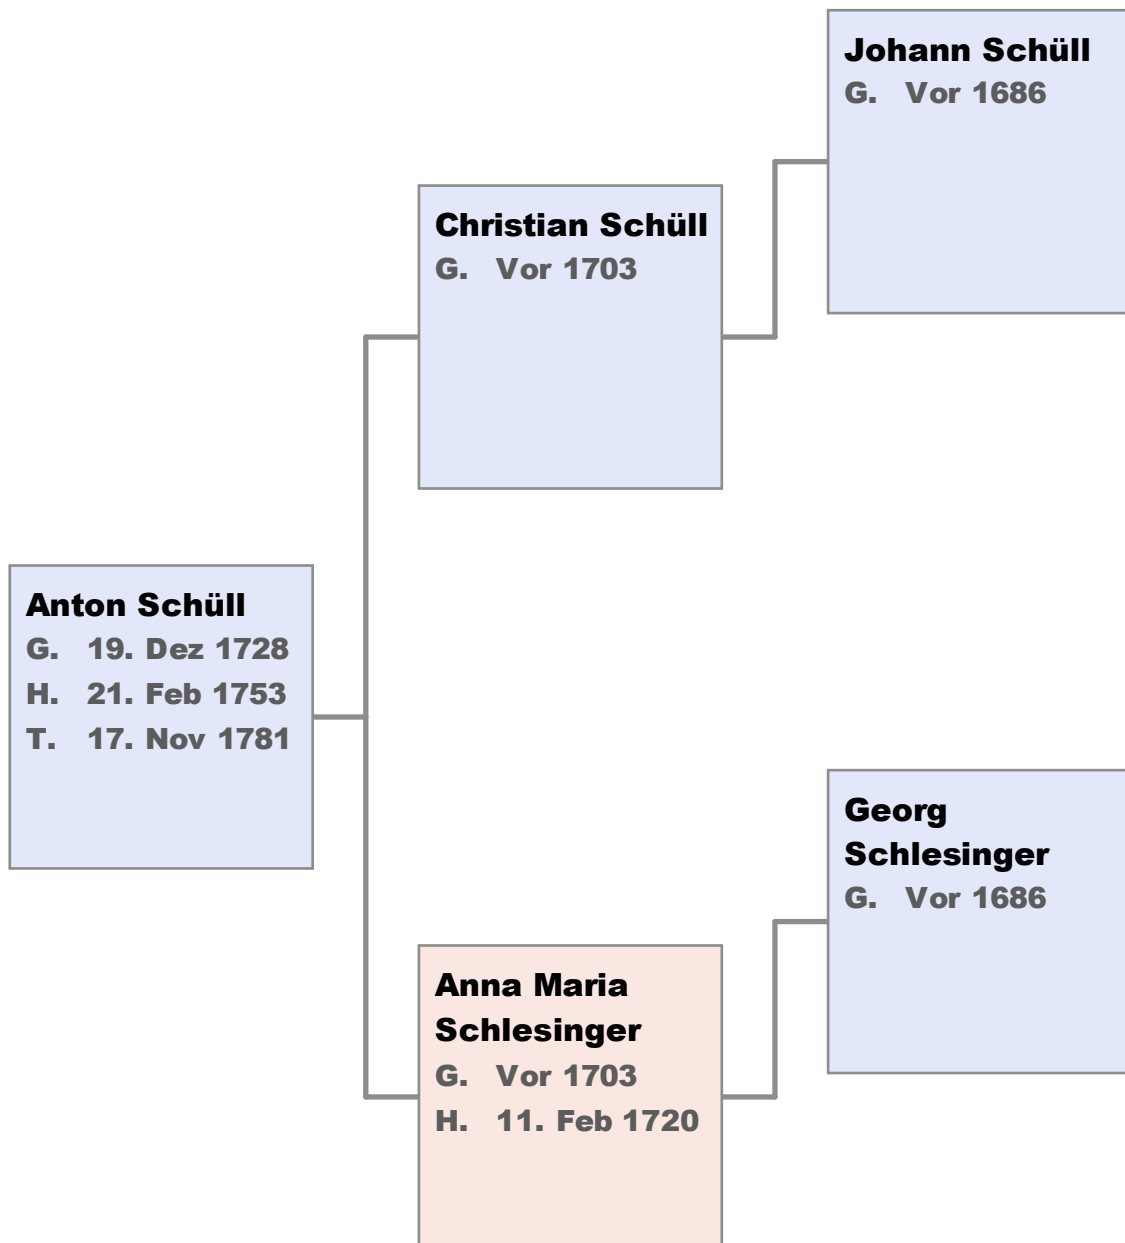 Johann Schüll
G. Vor 1686
Christian Schüll
G. Vor 1703
Anton Schüll
G. 19. Dez 1728
H. 21. Feb 1753
T. 17. Nov 1781
Georg
Schlesinger
G. Vor 1686
Anna Maria
Schlesinger
G. Vor 1703
H. 11. Feb 1720